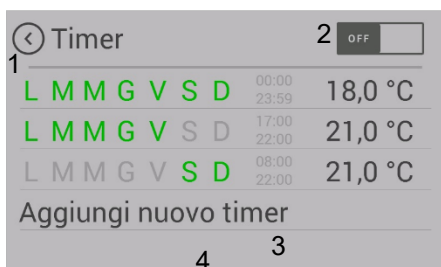 Timer 2 OFF
1
L M M G V S D 00:00 23:59 18,0 °C
L M M G V S D 17:00 22:00 21,0 °C
L M M G V S D 08:00 22:00 21,0 °C
Aggiungi nuovo timer
3
4